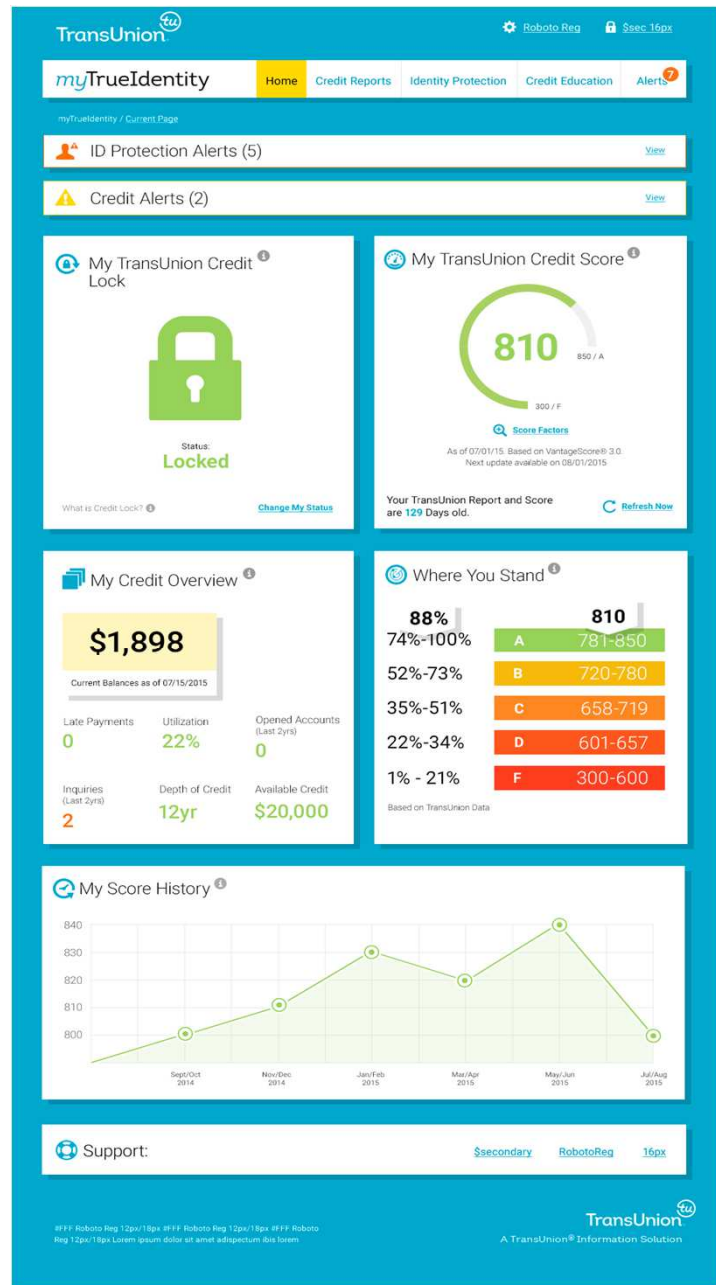 TransUnion
tu
Roboto Reg
$sec 16px
myTrueIdentity
Home
Credit Reports
Identity Protection
Credit Education
Alerts
7
myTrueIdentity / Current Page
ID Protection Alerts (5)
View
Credit Alerts (2)
View
My TransUnion Credit
Lock
Status:
Locked
What is Credit Lock?
Change My Status
My TransUnion Credit Score
810
850 / A
300 / F
Score Factors
As of 07/01/15. Based on VantageScore® 3.0.
Next update available on 08/01/2015
Your TransUnion Report and Score
are 129 Days old.
Refresh Now
My Credit Overview
$1,898
Current Balances as of 07/15/2015
Late Payments
0
Utilization
22%
Opened Accounts
(Last 2yrs)
0
Inquiries
(Last 2yrs)
2
Depth of Credit
12yr
Available Credit
$20,000
Where You Stand
88%
810
74%-100% A 781-850
52%-73% B 720-780
35%-51% C 658-719
22%-34% D 601-657
1% - 21% F 300-600
Based on TransUnion Data
My Score History
840
830
820
810
800
Sept/Oct
2014
Nov/Dec
2014
Jan/Feb
2015
Mar/Apr
2015
May/Jun
2015
Jul/Aug
2015
Support:
$secondary
RobotoReg
16px
#FFF Roboto Reg 12px/18px #FFF Roboto Reg 12px/18px #FFF Roboto
Reg 12px/18px Lorem ipsum dolor sit amet adispectum ibis lorem
TransUnion
tu
A TransUnion® Information Solution